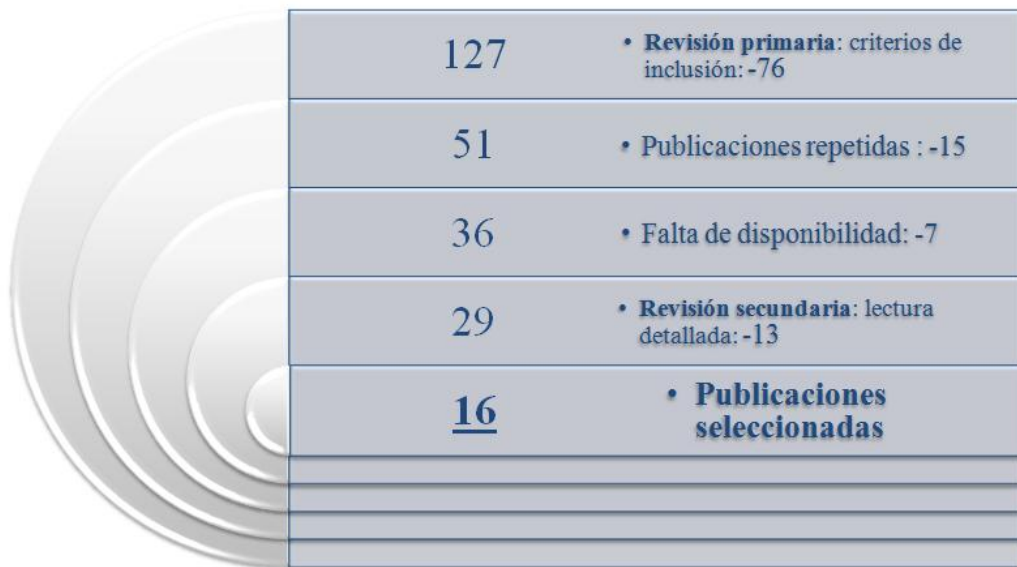 127
• Revisión primaria: criterios de
inclusión: -76
51
• Publicaciones repetidas : -15
36
• Falta de disponibilidad: -7
29
• Revisión secundaria: lectura
detallada: -13
16
• Publicaciones
seleccionadas